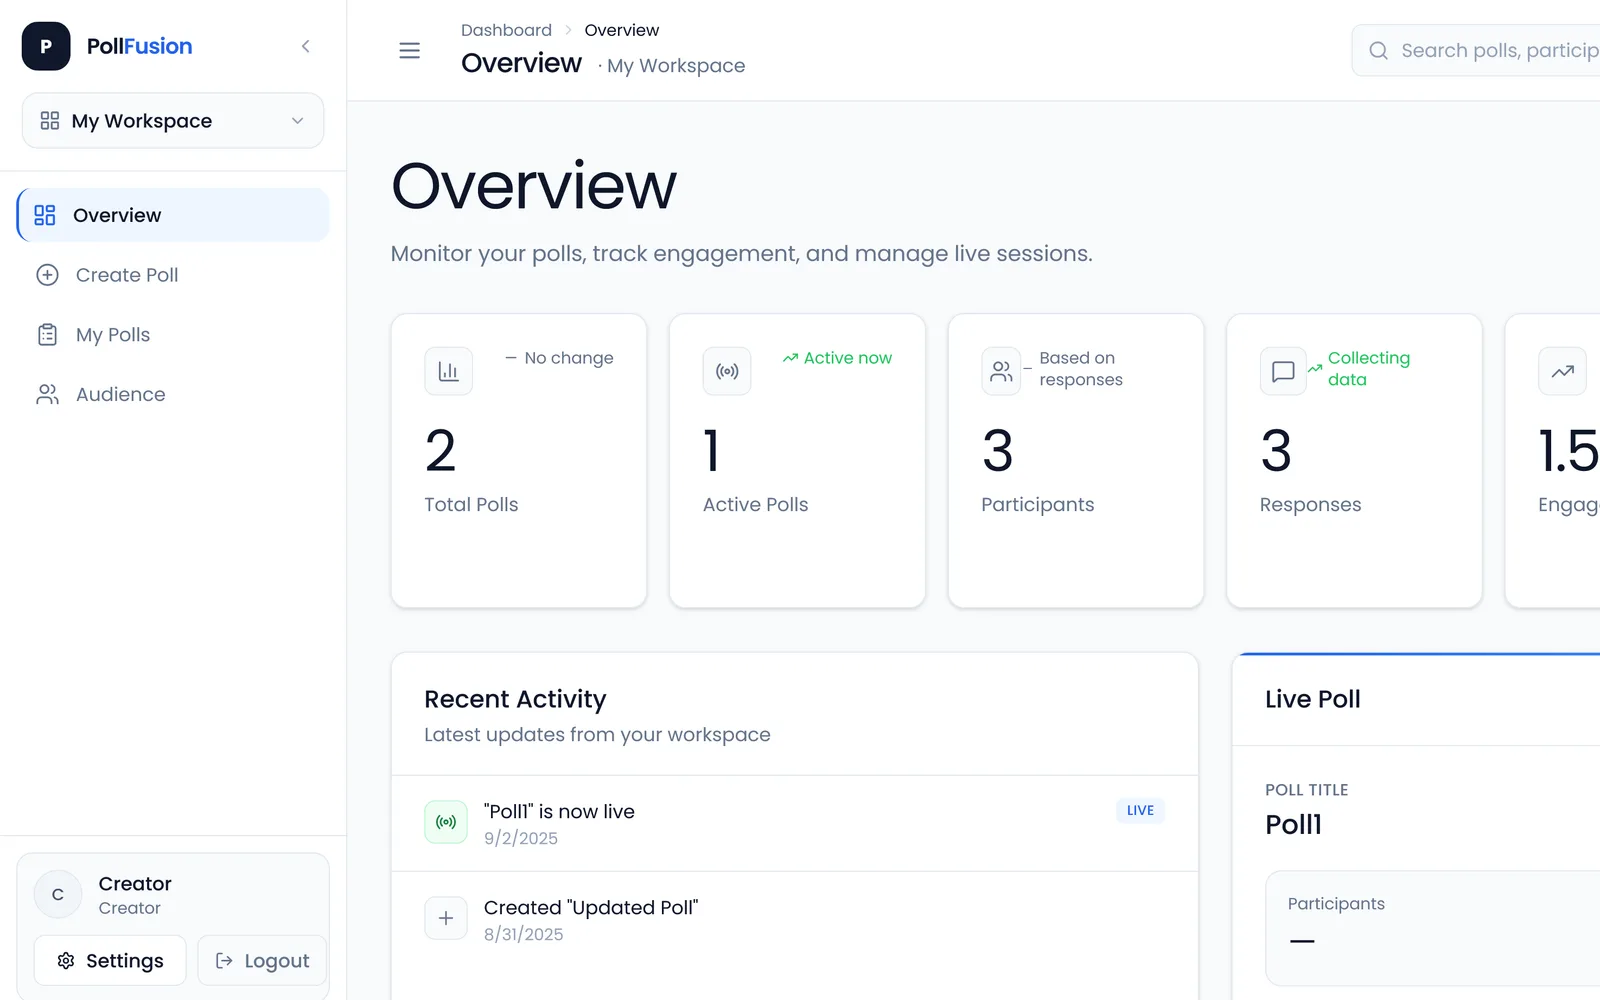 P
PollFusion
My Workspace
Overview
Create Poll
My Polls
Audience
C
Creator
Creator
Settings
Logout
Dashboard
Overview
Overview
· My Workspace
Search polls, particip
Overview
Monitor your polls, track engagement, and manage live sessions.
No change
2
Total Polls
Active now
1
Active Polls
Based on
responses
3
Participants
Collecting
data
3
Responses
1.5
Engag
Recent Activity
Latest updates from your workspace
"Poll1" is now live
9/2/2025
LIVE
Created "Updated Poll"
8/31/2025
Live Poll
POLL TITLE
Poll1
Participants
—